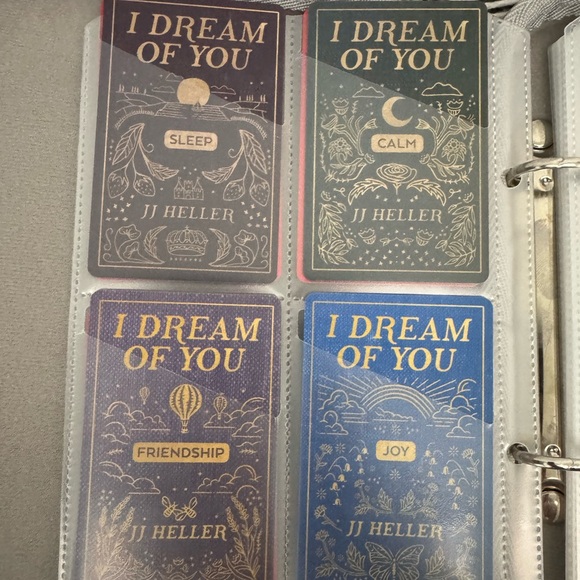 I DREAM
OF YOU
SLEEP
JJ HELLER
I DREAM
OF YOU
CALM
JJ HELLER
I DREAM
OF YOU
FRIENDSHIP
JJ HELLER
I DREAM
OF YOU
JOY
JJ HELLER